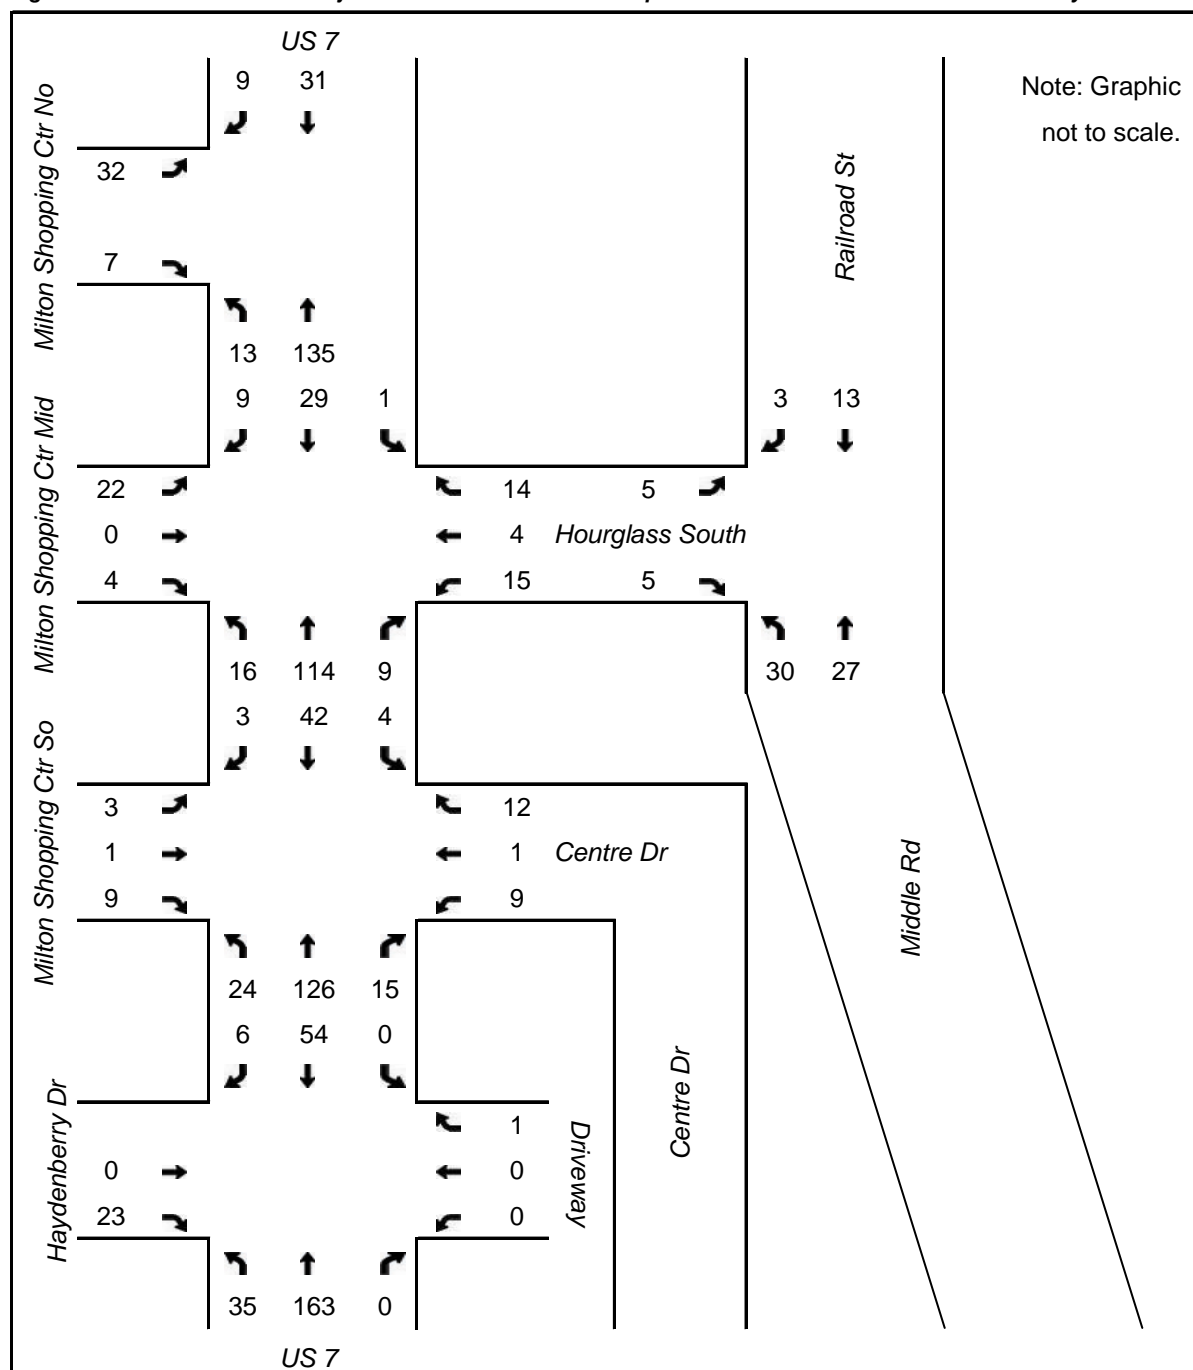 US 7
9 31
Note: Graphic
not to scale.
Milton Shopping Ctr No
32
7
13 135
Railroad St
Milton Shopping Ctr Mid
9 29 1
3 13
22
14 5
0
4 Hourglass South
4
15 5
16 114 9
30 27
Milton Shopping Ctr So
3 42 4
3
12
1
1 Centre Dr
9
9
24 126 15
Middle Rd
6 54 0
Centre Dr
Haydenberry Dr
1
0
0
23
0
Driveway
35 163 0
US 7